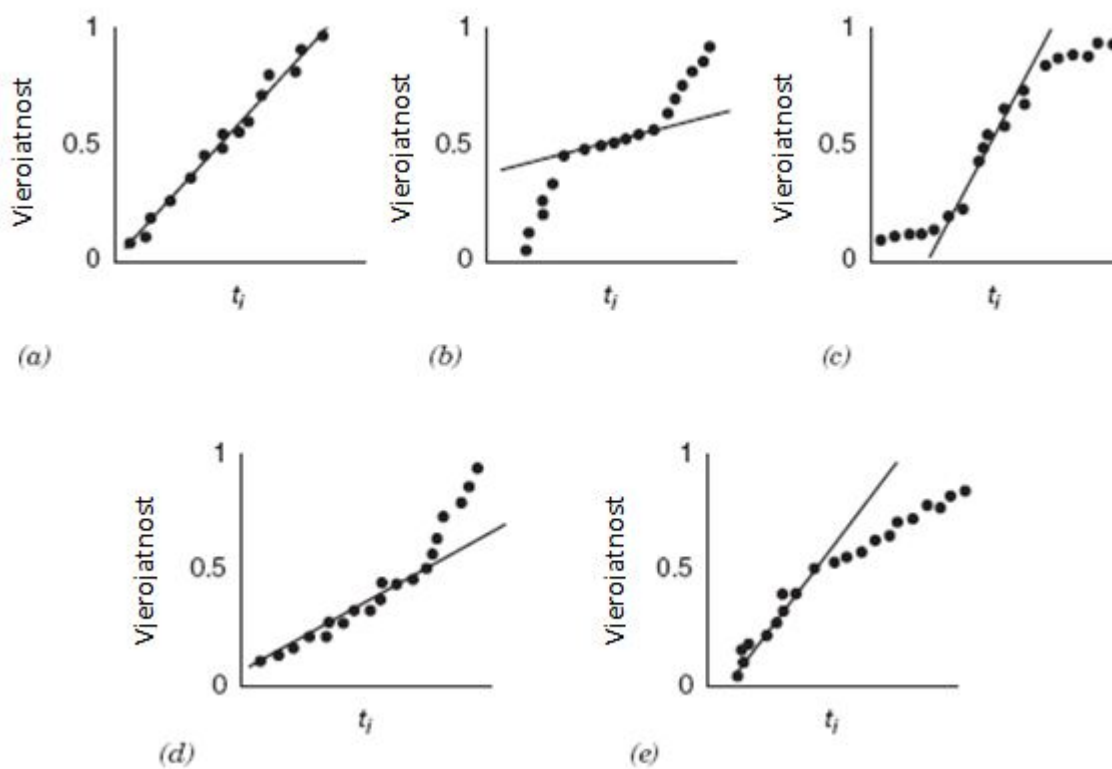 1
0.5
0
Vjerojatnost
t_i
(a)
1
0.5
0
Vjerojatnost
t_i
(b)
1
0.5
0
Vjerojatnost
t_i
(c)
1
0.5
0
Vjerojatnost
t_i
(d)
1
0.5
0
Vjerojatnost
t_i
(e)